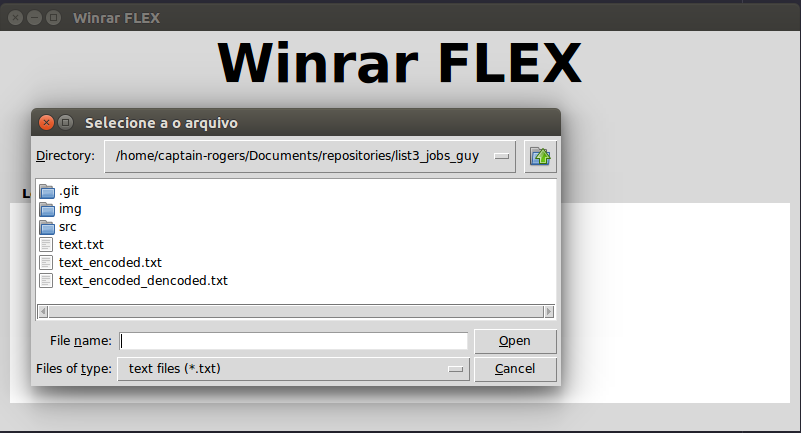 Winrar FLEX
Winrar FLEX
Selecione a o arquivo
Directory: /home/captain-rogers/Documents/repositories/list3_jobs_guy
.git
img
src
text.txt
text_encoded.txt
text_encoded_dencoded.txt
File name: Open
Files of type: text files (*.txt) Cancel